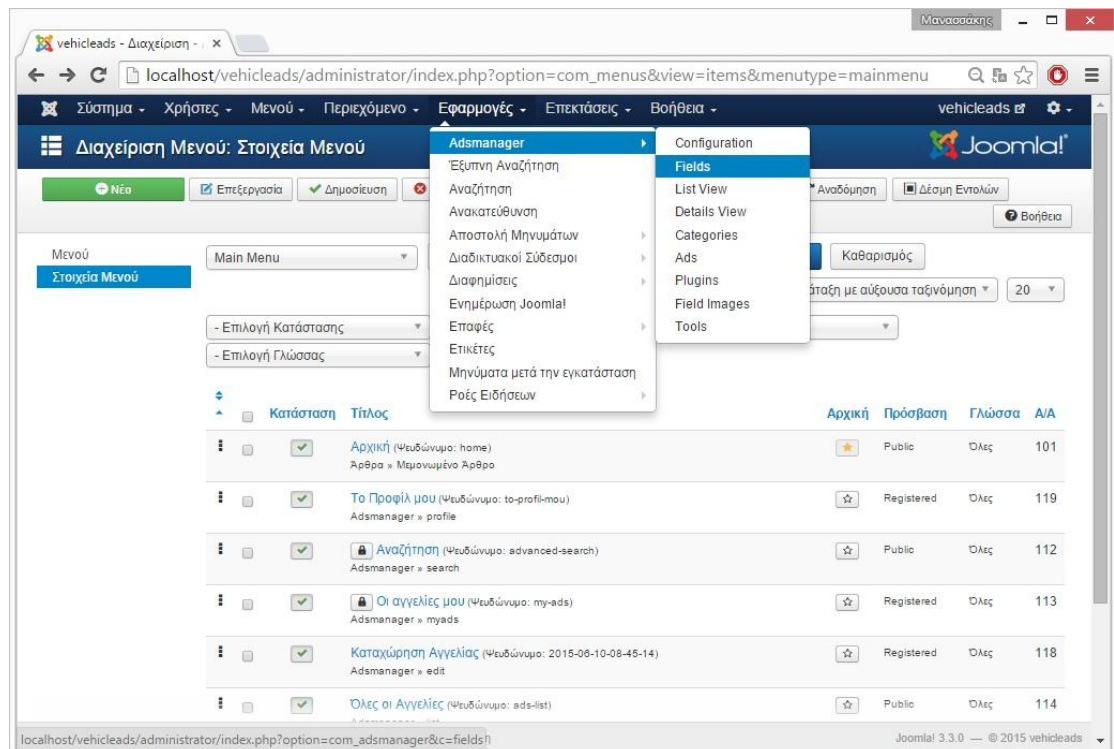 Μανασσάκης
vehicleads - Διαχείριση -
localhost/vehicleads/administrator/index.php?option=com_menus&view=items&menutype=mainmenu
Σύστημα Χρήστες Μενού Περιεχόμενο Εφαρμογές Επεκτάσεις Βοήθεια vehicleads
Διαχείριση Μενού: Στοιχεία Μενού
Joomla!
Νέο Επεξεργασία Δημοσίευση Αναδόμηση Δέσμη Εντολών
Βοήθεια
Adsmanager
Έξυπνη Αναζήτηση
Αναζήτηση
Ανακατεύθυνση
Αποστολή Μηνυμάτων
Διαδικτυακοί Σύδεσμοι
Διαφημίσεις
Ενημέρωση Joomla!
Επαφές
Ετικέτες
Μηνύματα μετά την εγκατάσταση
Ροές Ειδήσεων
Configuration
Fields
List View
Details View
Categories
Ads
Plugins
Field Images
Tools
Μενού
Στοιχεία Μενού
Main Menu
Καθαρισμός
με αύξουσα ταξινόμηση 20
- Επιλογή Κατάστασης
- Επιλογή Γλώσσας
Κατάσταση Τίτλος Αρχική Πρόσβαση Γλώσσα Α/Α
Αρχική (Ψευδώνυμο: home) Public Όλες 101
Άρθρα » Μεμονωμένο Άρθρο
Το Προφίλ μου (Ψευδώνυμο: to-profil-mou) Registered Όλες 119
Adsmanager » profile
Αναζήτηση (Ψευδώνυμο: advanced-search) Public Όλες 112
Adsmanager » search
Οι αγγελίες μου (Ψευδώνυμο: my-ads) Registered Όλες 113
Adsmanager » myads
Καταχώρηση Αγγελίας (Ψευδώνυμο: 2015-06-10-08-45-14) Registered Όλες 118
Adsmanager » edit
Όλες οι Αγγελίες (Ψευδώνυμο: ads-list) Public Όλες 114
localhost/vehicleads/administrator/index.php?option=com_adsmanager&c=fields
Joomla! 3.3.0 — © 2015 vehicleads